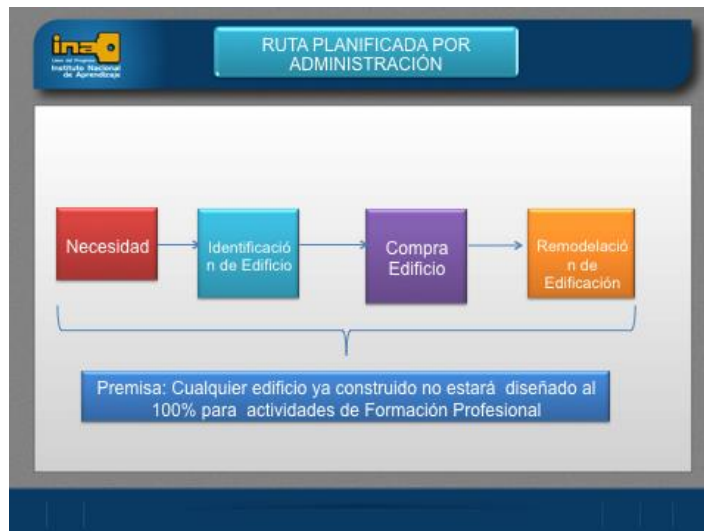 ina
Instituto Nacional
de Aprendizaje
RUTA PLANIFICADA POR
ADMINISTRACIÓN
Necesidad
Identificació
n de Edificio
Compra
Edificio
Remodelació
n de
Edificación
Premisa: Cualquier edificio ya construido no estará diseñado al
100% para actividades de Formación Profesional